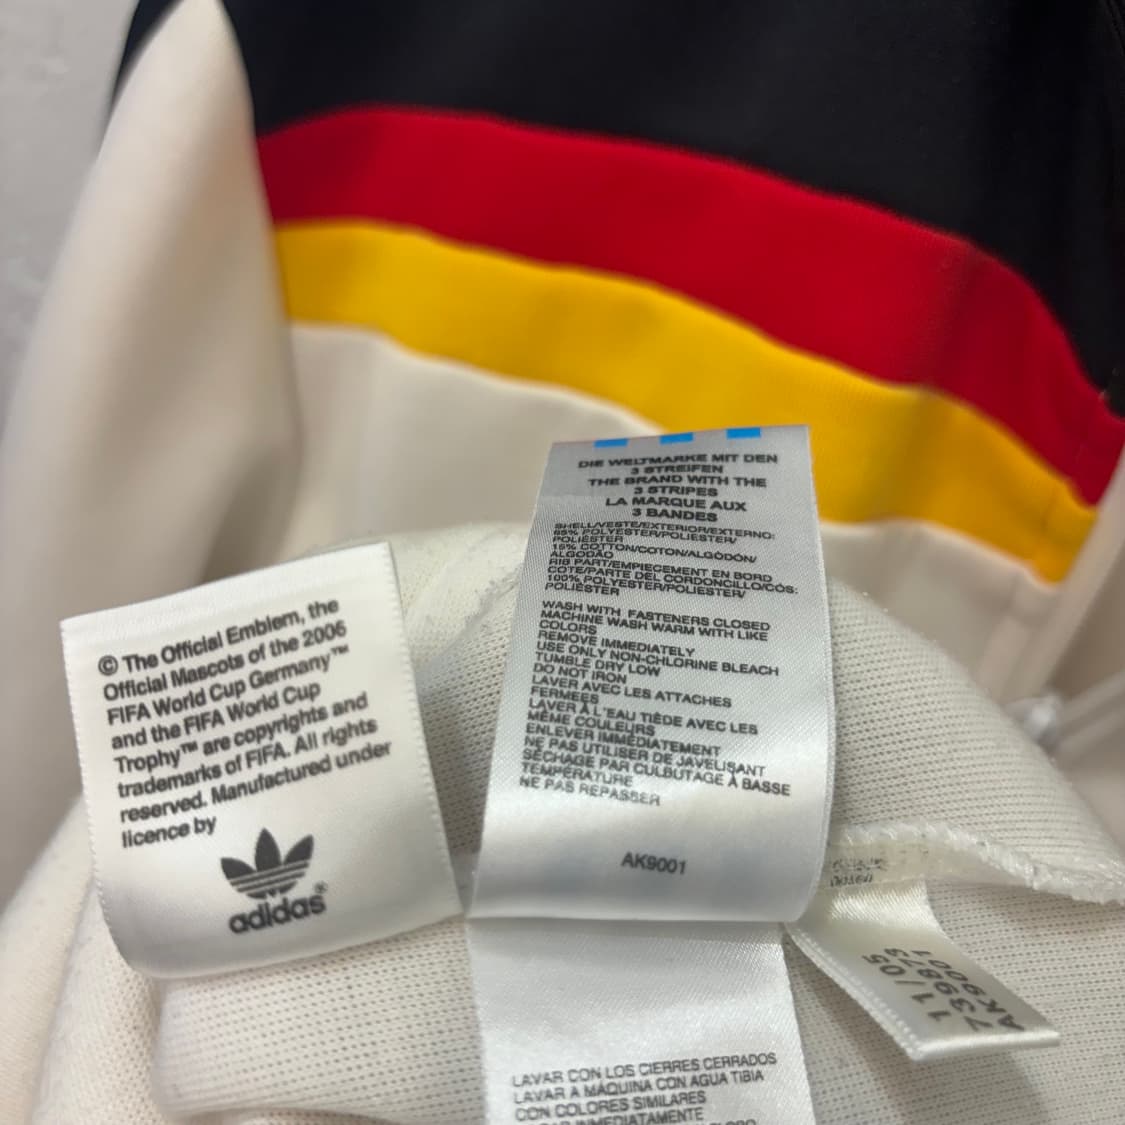 © The Official Emblem, the
Official Mascots of the 2006
FIFA World Cup Germany™
and the FIFA World Cup
Trophy™ are copyrights and
trademarks of FIFA. All rights
reserved. Manufactured under
licence by
adidas®
DIE WELTMARKE MIT DEN
3 STREIFEN
THE BRAND WITH THE
3 STRIPES
LA MARQUE AUX
3 BANDES
SHELL/VESTE/EXTERIOR/EXTERNO:
85% POLYESTER/POLIESTER/
POLIÉSTER
15% COTTON/COTON/ALGODÓN/
ALGODÃO
RIB PART/EMPIECEMENT EN BORD
COTE/PARTE DEL CORDONCILLO/CÓS:
100% POLYESTER/POLIESTER/
POLIÉSTER
WASH WITH FASTENERS CLOSED
MACHINE WASH WARM WITH LIKE
COLORS
REMOVE IMMEDIATELY
USE ONLY NON-CHLORINE BLEACH
TUMBLE DRY LOW
DO NOT IRON
LAVER AVEC LES ATTACHES
FERMÉES
LAVER À L'EAU TIÈDE AVEC LES
MÊME COULEURS
ENLEVER IMMÉDIATEMENT
NE PAS UTILISER DE JAVELISANT
SÉCHAGE PAR CULBUTAGE À BASSE
TEMPÉRATURE
NE PAS REPASSER
AK9001
LAVAR CON LOS CIERRES CERRADOS
LAVAR A MÁQUINA CON AGUA TIBIA
CON COLORES SIMILARES
INMEDIATAMENTE
11/05
739873
AK9001